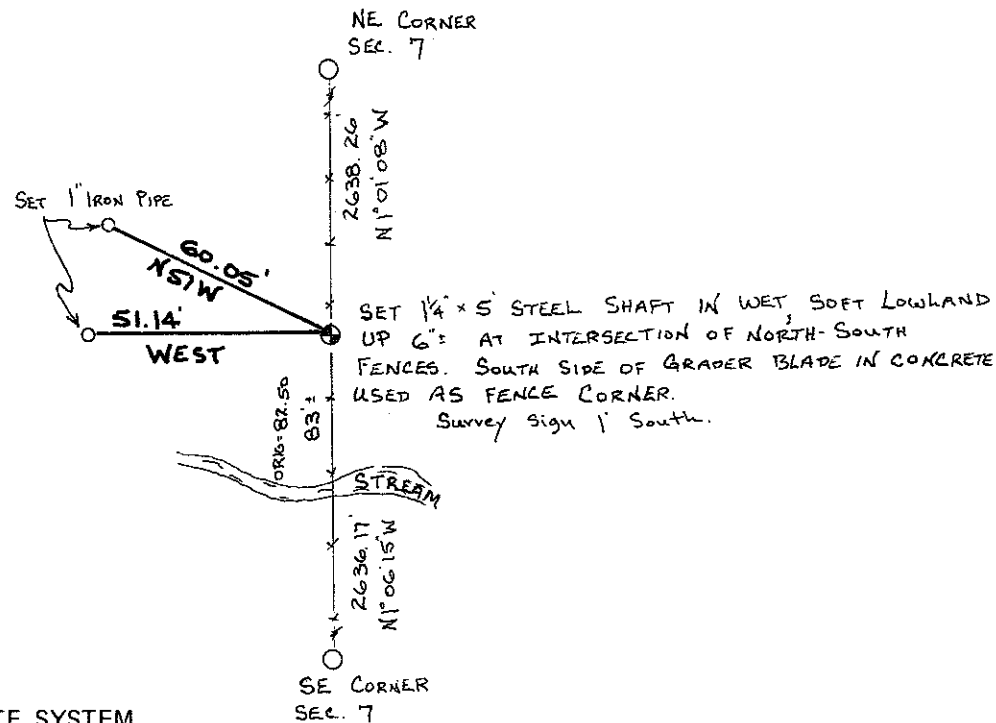 NE CORNER
SEC. 7
2638.26'
N1°01'08"W
SET 1" IRON PIPE
60.05'
N57W
51.14'
WEST
SET 1¼" x 5' STEEL SHAFT IN WET, SOFT LOWLAND
UP 6"± AT INTERSECTION OF NORTH-SOUTH
FENCES. SOUTH SIDE OF GRADER BLADE IN CONCRETE
USED AS FENCE CORNER.
Survey Sign 1' South.
ORIG=82.50
83'±
STREAM
2636.17'
N1°06'15"W
SE CORNER
SEC. 7
TE SYSTEM